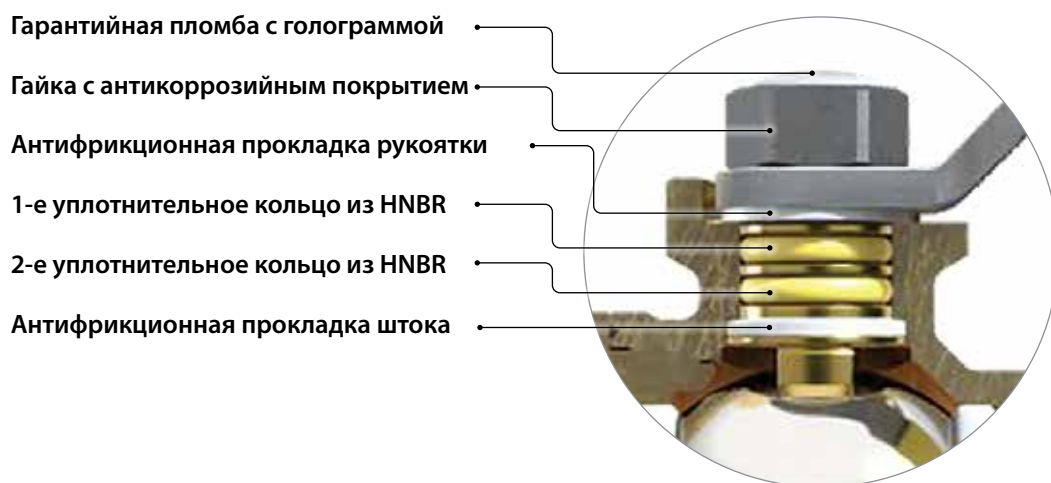 Гарантийная пломба с голограммой
Гайка с антикоррозийным покрытием
Антифрикционная прокладка рукоятки
1-е уплотнительное кольцо из HNBR
2-е уплотнительное кольцо из HNBR
Антифрикционная прокладка штока